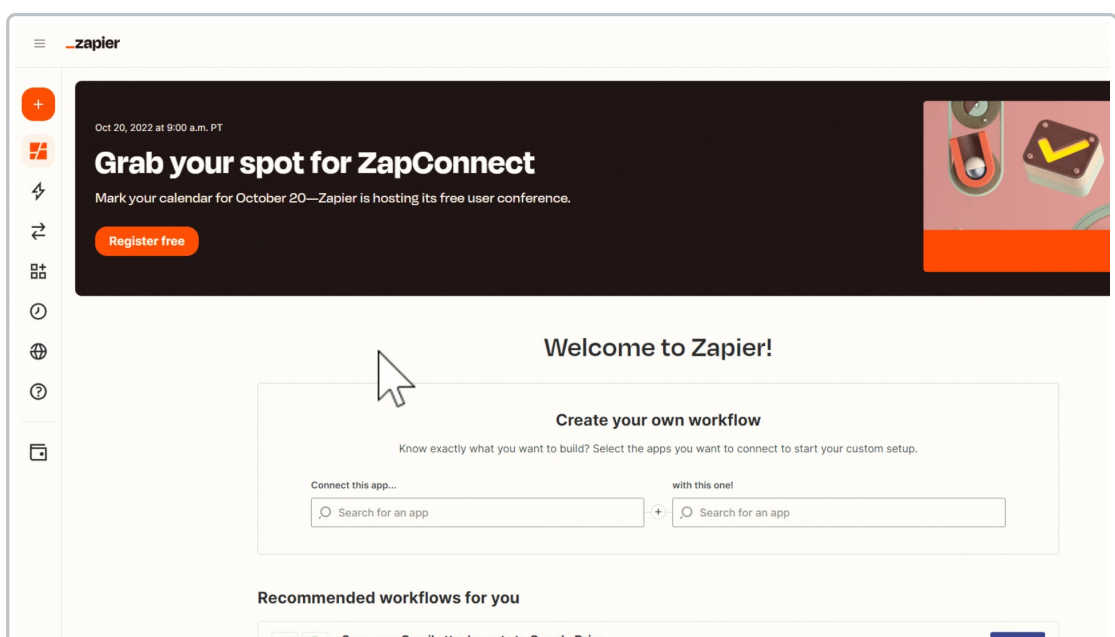 _zapier
Oct 20, 2022 at 9:00 a.m. PT
Grab your spot for ZapConnect
Mark your calendar for October 20—Zapier is hosting its free user conference.
Register free
Welcome to Zapier!
Create your own workflow
Know exactly what you want to build? Select the apps you want to connect to start your custom setup.
Connect this app...
with this one!
Search for an app
Search for an app
Recommended workflows for you